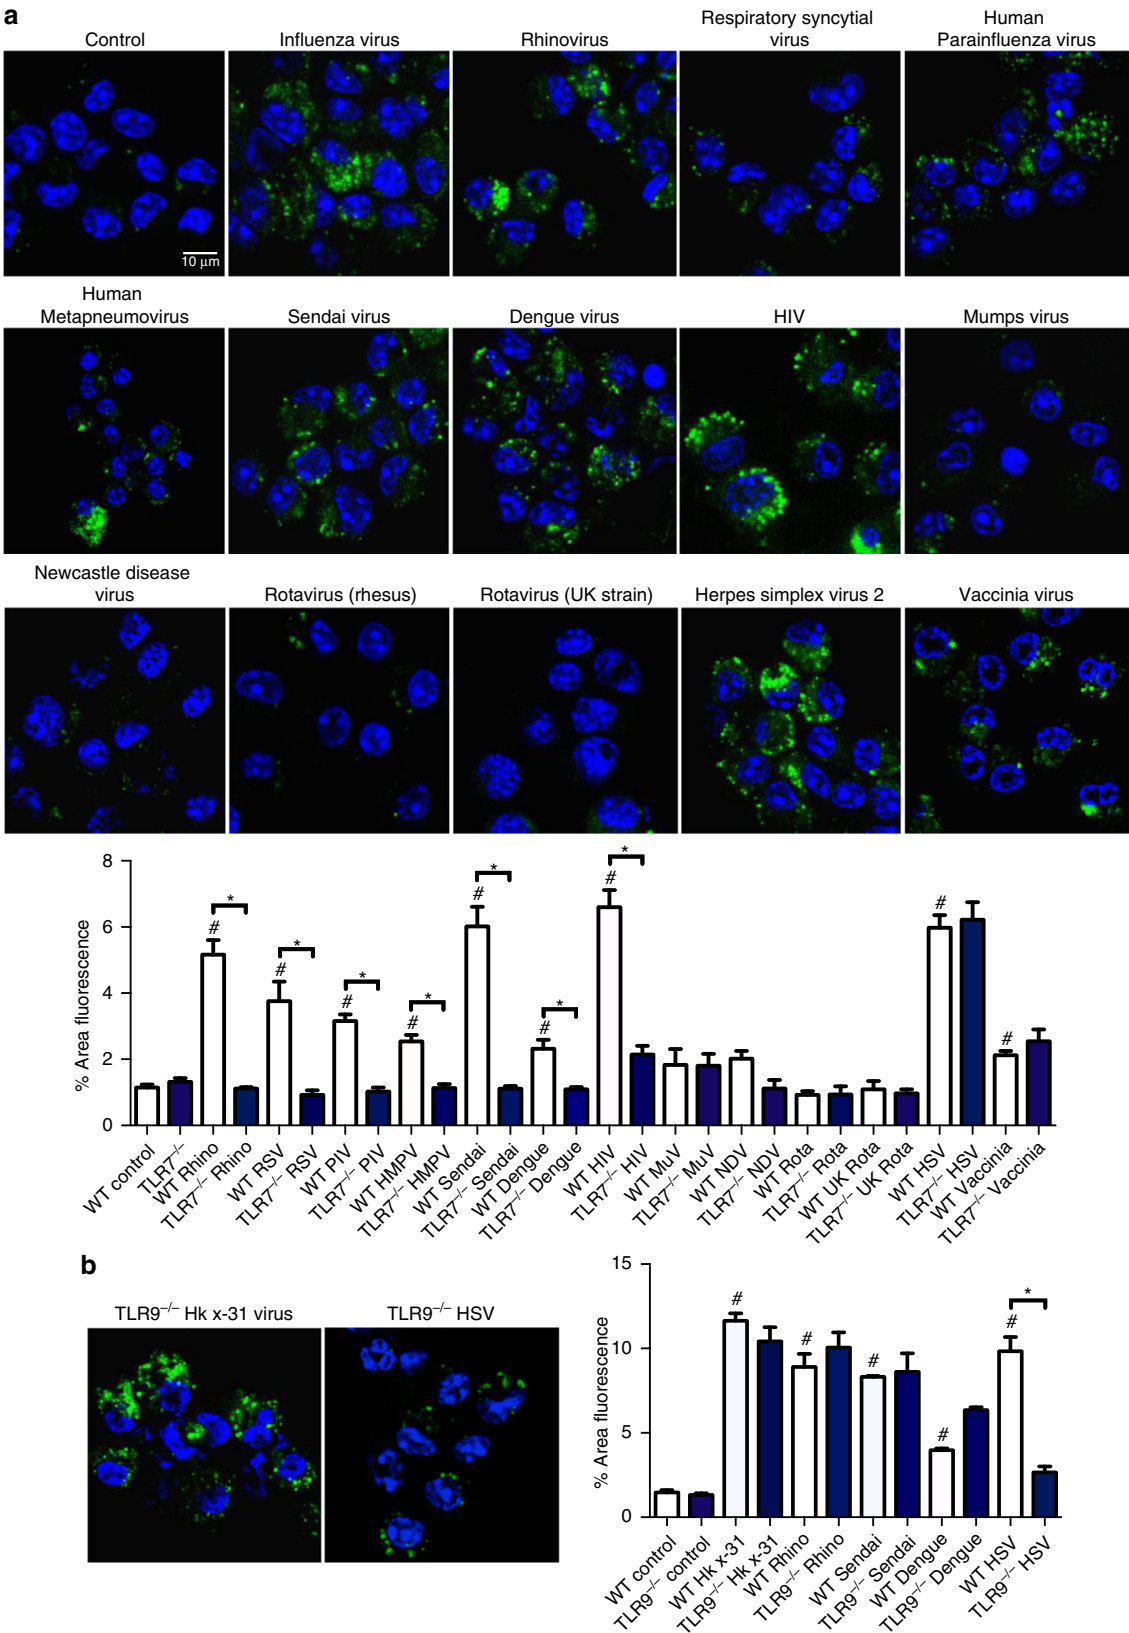 a
Control
Influenza virus
Rhinovirus
Respiratory syncytial
virus
Human
Parainfluenza virus
10 μm
Human
Metapneumovirus
Sendai virus
Dengue virus
HIV
Mumps virus
Newcastle disease
virus
Rotavirus (rhesus)
Rotavirus (UK strain)
Herpes simplex virus 2
Vaccinia virus
% Area fluorescence
8
6
4
2
0
# * # * # * # * # * # * # * # #
WT control
TLR7–/–
WT Rhino
TLR7–/– Rhino
WT RSV
TLR7–/– RSV
WT PIV
TLR7–/– PIV
WT HMPV
TLR7–/– HMPV
WT Sendai
TLR7–/– Sendai
WT Dengue
TLR7–/– Dengue
WT HIV
TLR7–/– HIV
WT MuV
TLR7–/– MuV
WT NDV
TLR7–/– NDV
WT Rota
TLR7–/– Rota
WT UK Rota
TLR7–/– UK Rota
WT HSV
TLR7–/– HSV
WT Vaccinia
TLR7–/– Vaccinia
b
TLR9–/– Hk x-31 virus
TLR9–/– HSV
% Area fluorescence
15
10
5
0
# # # # # *
WT control
TLR9–/– control
WT Hk x-31
TLR9–/– Hk x-31
WT Rhino
TLR9–/– Rhino
WT Sendai
TLR9–/– Sendai
WT Dengue
TLR9–/– Dengue
WT HSV
TLR9–/– HSV